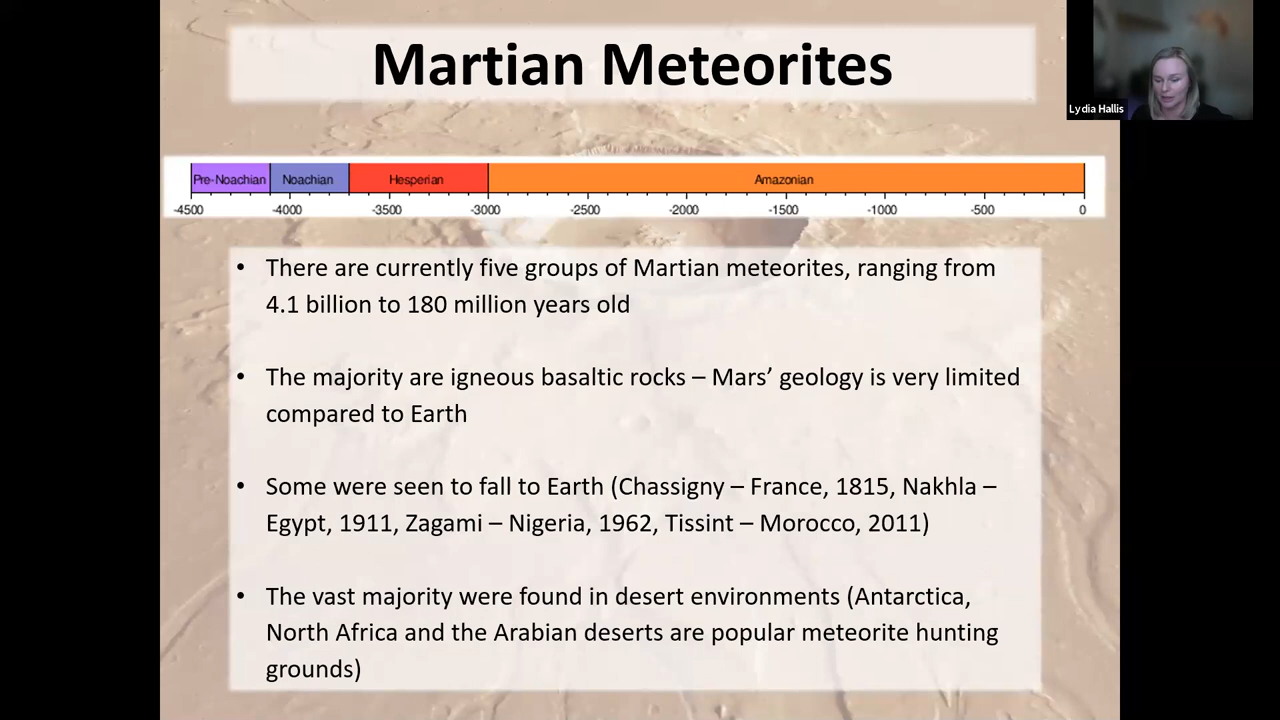 Martian Meteorites
Lydia Hallis
Pre-Noachian Noachian Hesperian Amazonian
-4500 -4000 -3500 -3000 -2500 -2000 -1500 -1000 -500 0
• There are currently five groups of Martian meteorites, ranging from
4.1 billion to 180 million years old
• The majority are igneous basaltic rocks – Mars’ geology is very limited
compared to Earth
• Some were seen to fall to Earth (Chassigny – France, 1815, Nakhla –
Egypt, 1911, Zagami – Nigeria, 1962, Tissint – Morocco, 2011)
• The vast majority were found in desert environments (Antarctica,
North Africa and the Arabian deserts are popular meteorite hunting
grounds)